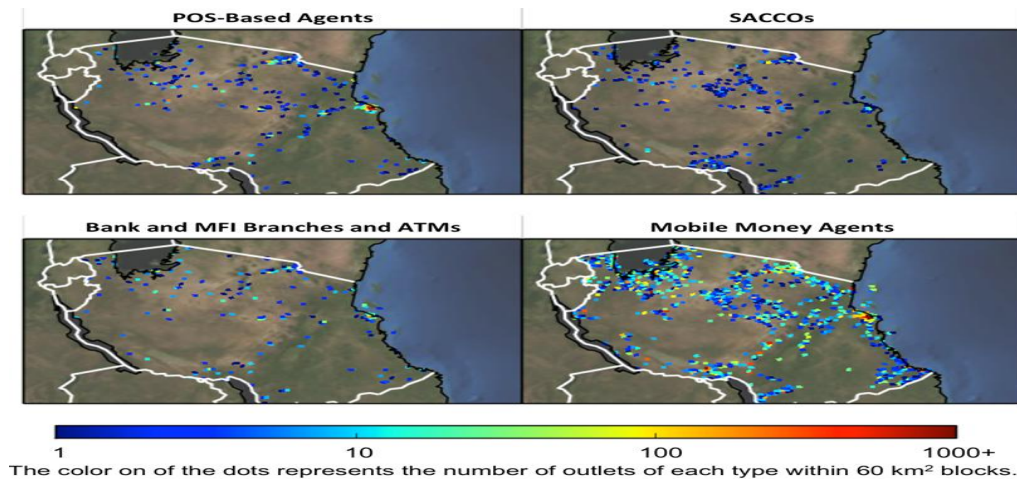 POS-Based Agents
SACCOs
Bank and MFI Branches and ATMs
Mobile Money Agents
1 10 100 1000+
The color on of the dots represents the number of outlets of each type within 60 km² blocks.